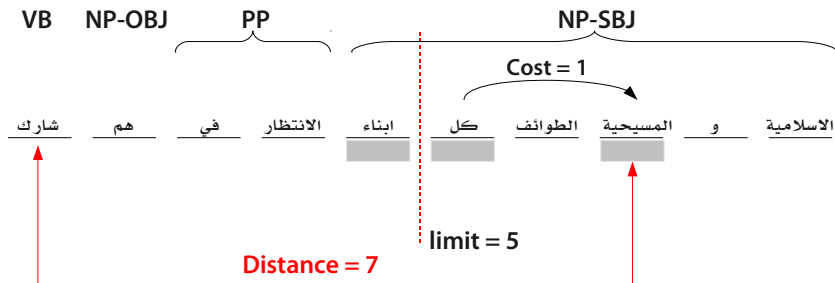 VB NP-OBJ PP NP-SBJ
Cost = 1
شارك هم في الانتظار ابناء كل الطوائف المسيحية و الاسلامية
limit = 5
Distance = 7